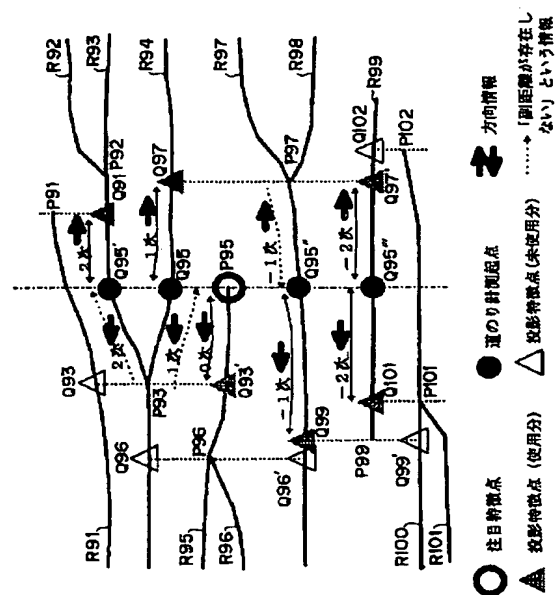 R92
R93
R94
R97
R98
R99
P91
P92
Q91
Q97
P97
Q102
P102
Q97'
2次
1次
-1次
-2次
Q95'
Q95
P95
Q95"
Q95"'
2次
1次
0次
-1次
-2次
Q93
P93
Q93'
Q99
Q101
P101
Q96
P96
Q96'
P99
Q99'
R91
R95
R96
R100
R101
注目特徴点
道のり計測起点
方向情報
投影特徴点(使用分)
投影特徴点(未使用分)
「副距離が存在し
ない」という情報